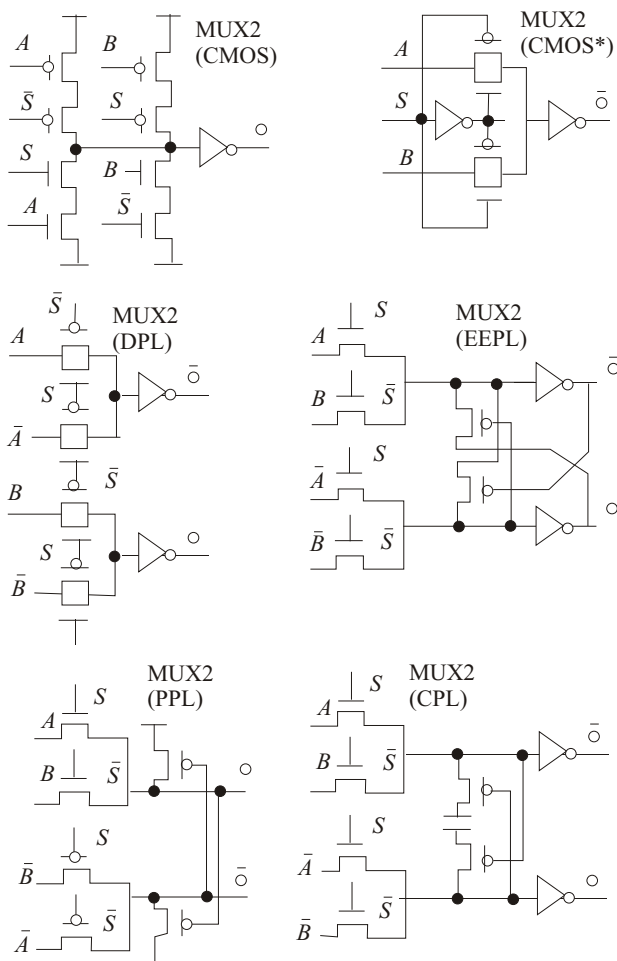 MUX2
(CMOS)
A
B
S̄
S
O
S
B
A
S̄
MUX2
(CMOS*)
A
S
Ō
B
MUX2
(DPL)
S̄
A
S
Ō
Ā
S̄
B
S
O
B̄
MUX2
(EEPL)
S
A
Ō
B
S̄
S
Ā
O
B̄
S̄
MUX2
(PPL)
S
A
B
S̄
O
S
B̄
Ō
S̄
Ā
MUX2
(CPL)
S
A
Ō
B
S̄
S
Ā
S̄
O
B̄